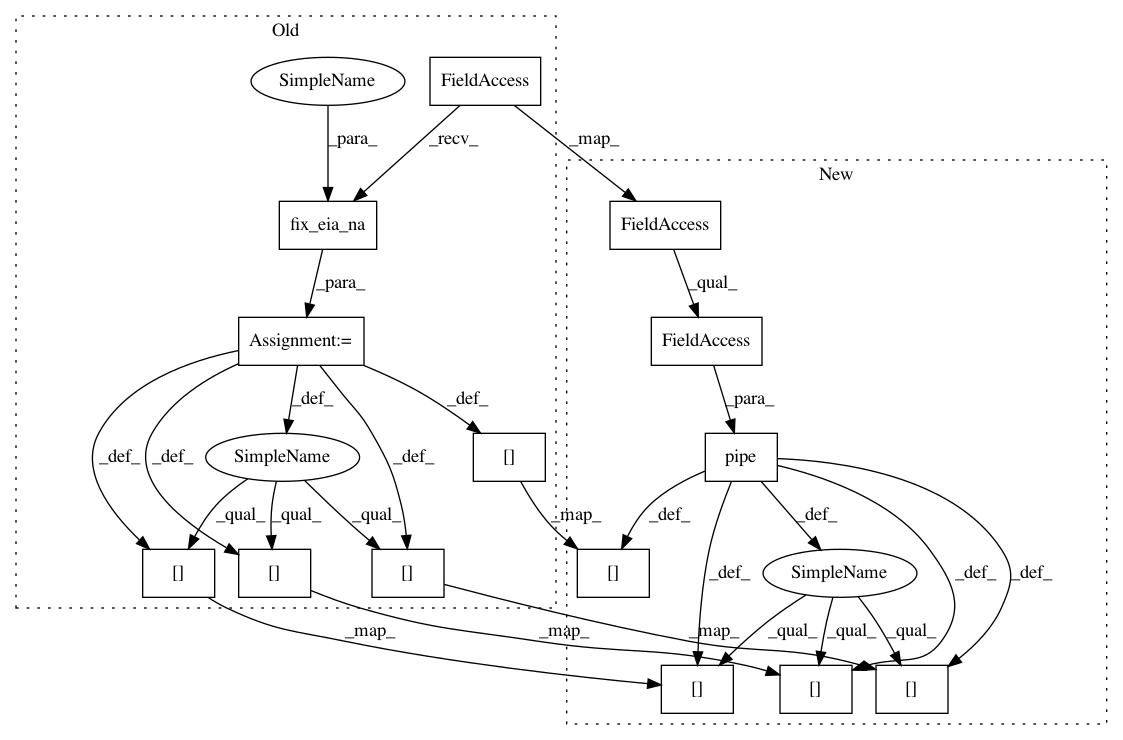 Old
SimpleName
FieldAccess
_para_
_recv_
_map_
New
fix_eia_na
FieldAccess
_para_
_qual_
Assignment:=
FieldAccess
_def_
_def_
_para_
_def_
_def_
SimpleName
_def_
[]
pipe
_qual_
_qual_
_qual_
_map_
_def_
_def_
[]
[]
[]
[]
_def_
SimpleName
_def_
_def_
_map_
_map_
_map_
_qual_
_qual_
_qual_
[]
[]
[]